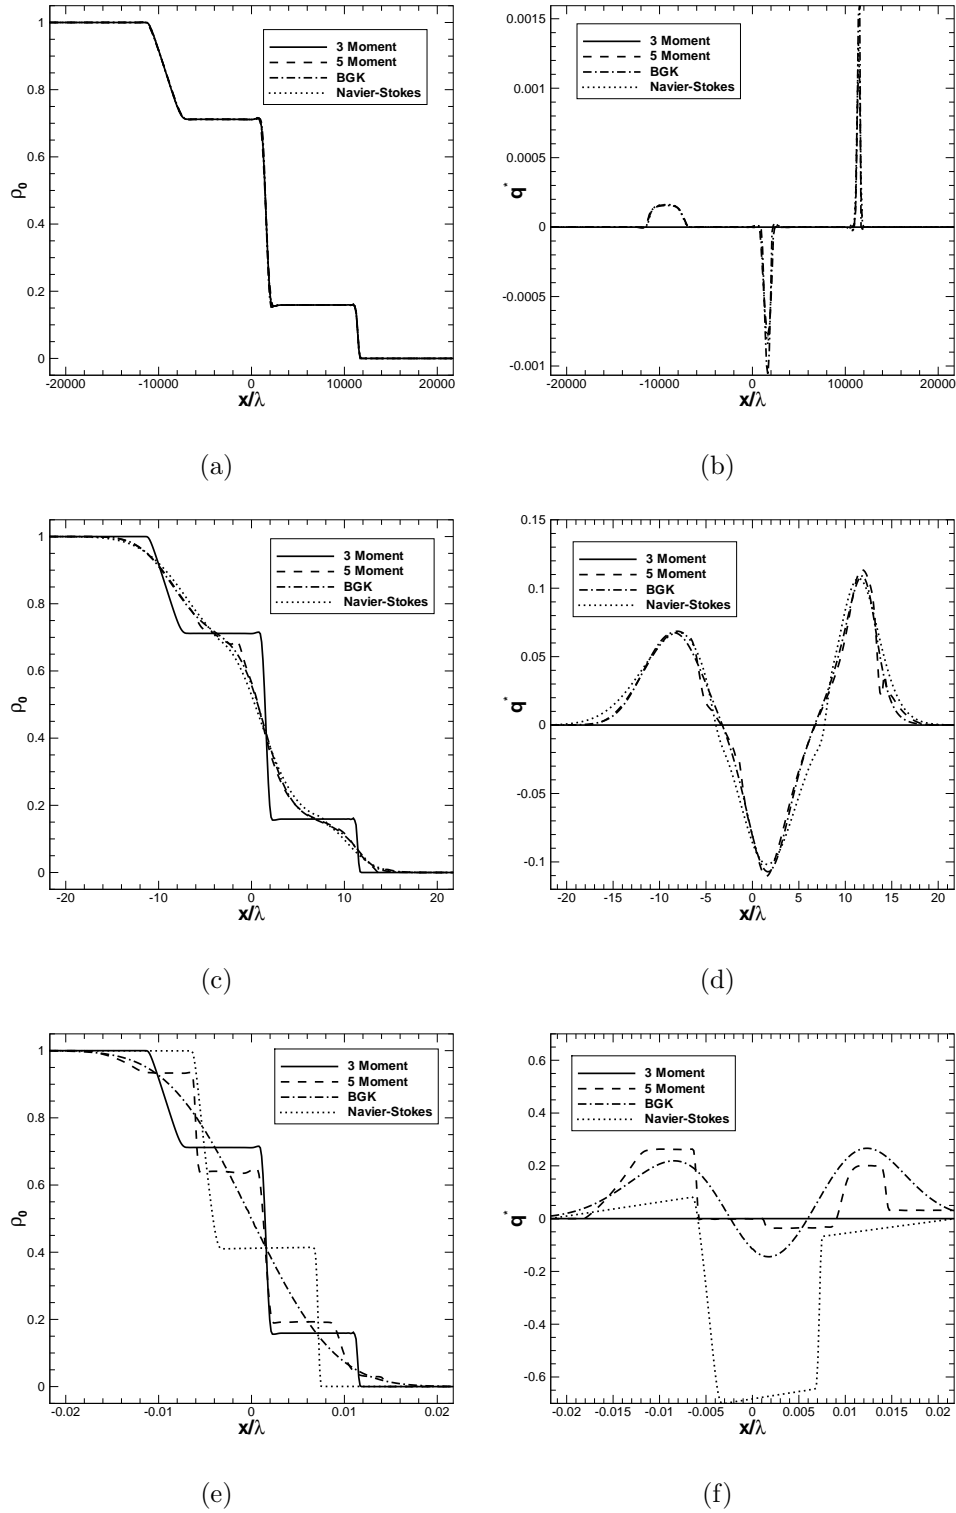 1
0.8
0.6
0.4
0.2
0
ρ₀
3 Moment
5 Moment
BGK
Navier-Stokes
-20000 -10000 0 10000 20000
x/λ
(a)
0.0015
0.001
0.0005
0
-0.0005
-0.001
q*
3 Moment
5 Moment
BGK
Navier-Stokes
-20000 -10000 0 10000 20000
x/λ
(b)
1
0.8
0.6
0.4
0.2
0
ρ₀
3 Moment
5 Moment
BGK
Navier-Stokes
-20 -10 0 10 20
x/λ
(c)
0.15
0.1
0.05
0
-0.05
-0.1
q*
3 Moment
5 Moment
BGK
Navier-Stokes
-20 -15 -10 -5 0 5 10 15 20
x/λ
(d)
1
0.8
0.6
0.4
0.2
0
ρ₀
3 Moment
5 Moment
BGK
Navier-Stokes
-0.02 -0.01 0 0.01 0.02
x/λ
(e)
0.6
0.4
0.2
0
-0.2
-0.4
-0.6
q*
3 Moment
5 Moment
BGK
Navier-Stokes
-0.02 -0.015 -0.01 -0.005 0 0.005 0.01 0.015 0.02
x/λ
(f)